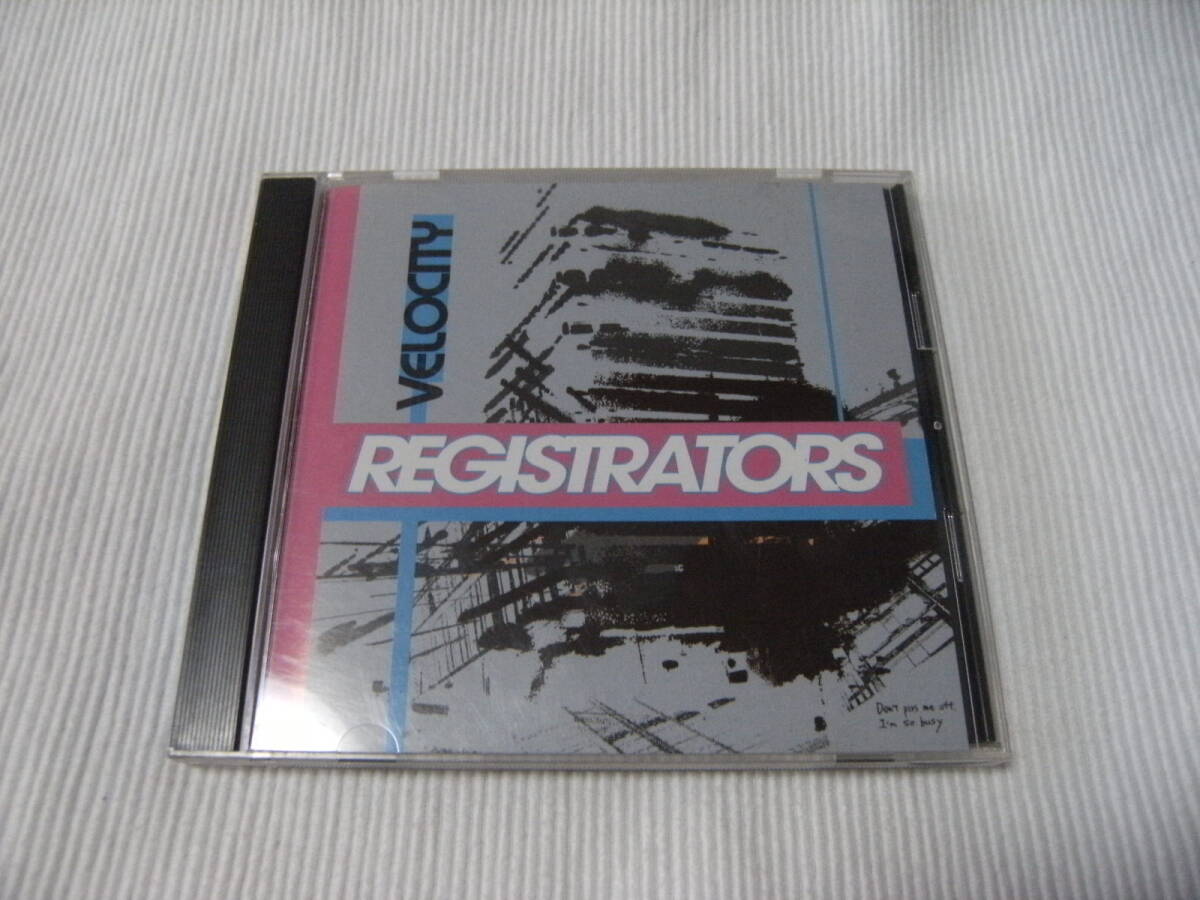 VELOCITY
REGISTRATORS
Don't piss me off.
I'm so busy